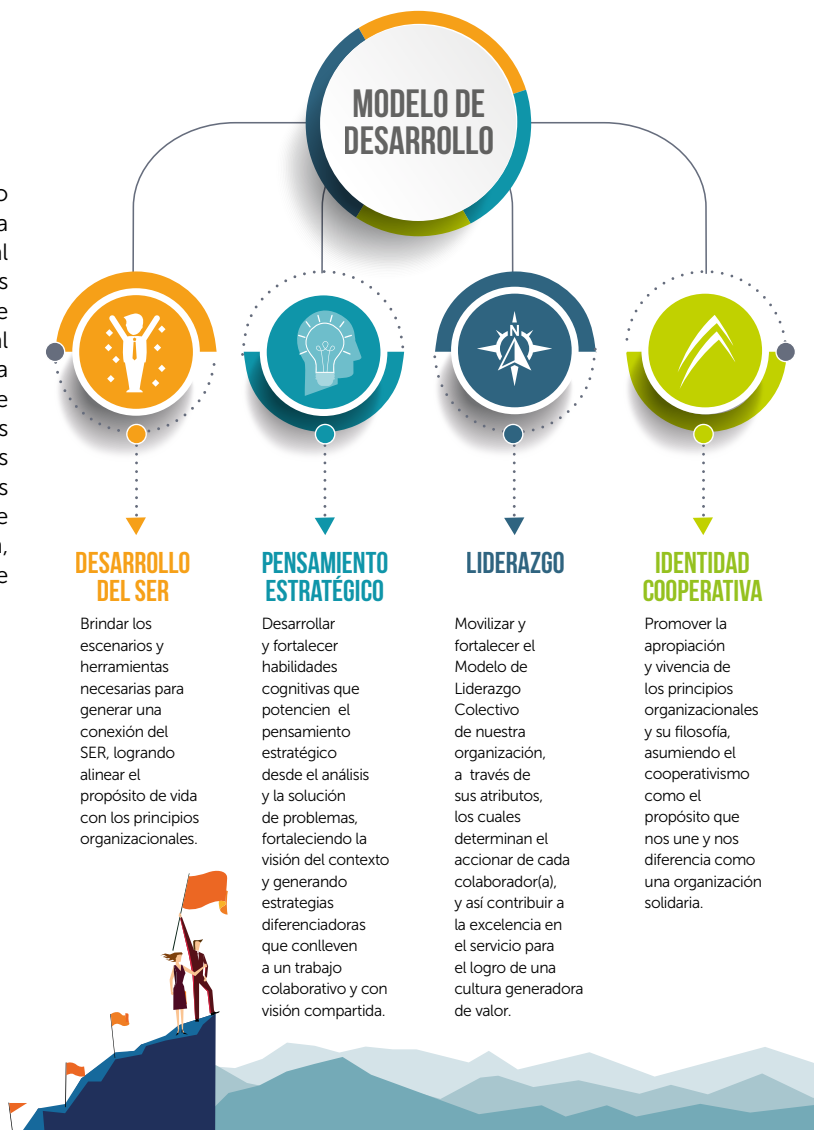 MODELO DE
DESARROLLO
o
a
al
s
e
al
a
e
s
s
s
e
,
e
N
DESARROLLO
DEL SER
Brindar los
escenarios y
herramientas
necesarias para
generar una
conexión del
SER, logrando
alinear el
propósito de vida
con los principios
organizacionales.
PENSAMIENTO
ESTRATÉGICO
Desarrollar
y fortalecer
habilidades
cognitivas que
potencien el
pensamiento
estratégico
desde el análisis
y la solución
de problemas,
fortaleciendo la
visión del contexto
y generando
estrategias
diferenciadoras
que conlleven
a un trabajo
colaborativo y con
visión compartida.
LIDERAZGO
Movilizar y
fortalecer el
Modelo de
Liderazgo
Colectivo
de nuestra
organización,
a través de
sus atributos,
los cuales
determinan el
accionar de cada
colaborador(a),
y así contribuir a
la excelencia en
el servicio para
el logro de una
cultura generadora
de valor.
IDENTIDAD
COOPERATIVA
Promover la
apropiación
y vivencia de
los principios
organizacionales
y su filosofía,
asumiendo el
cooperativismo
como el
propósito que
nos une y nos
diferencia como
una organización
solidaria.